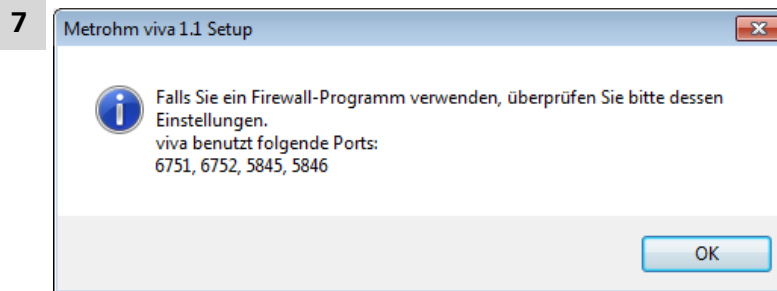 7
Metrohm viva 1.1 Setup
Falls Sie ein Firewall-Programm verwenden, überprüfen Sie bitte dessen
Einstellungen.
viva benutzt folgende Ports:
6751, 6752, 5845, 5846
OK